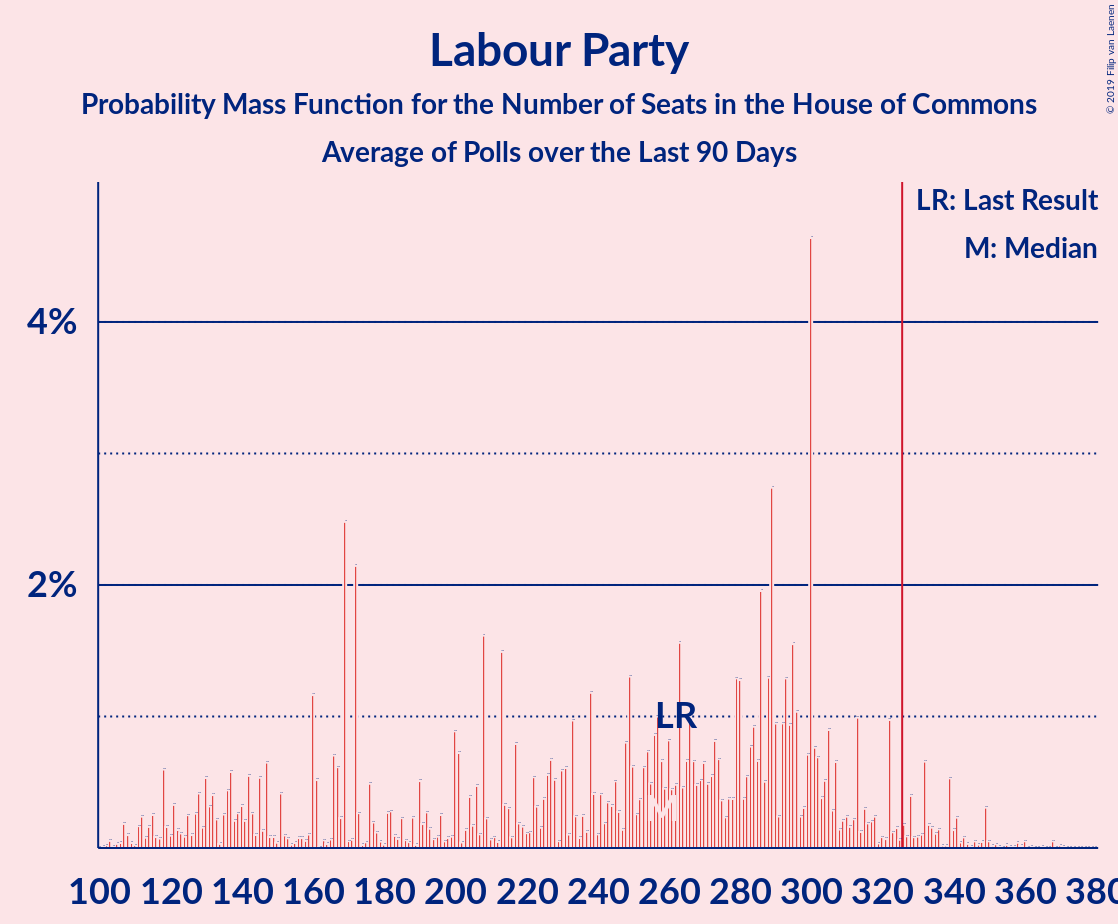 Labour Party
Probability Mass Function for the Number of Seats in the House of Commons
Average of Polls over the Last 90 Days
© 2019 Filip van Laenen
LR: Last Result
M: Median
4%
2%
LR
M
100 120 140 160 180 200 220 240 260 280 300 320 340 360 380